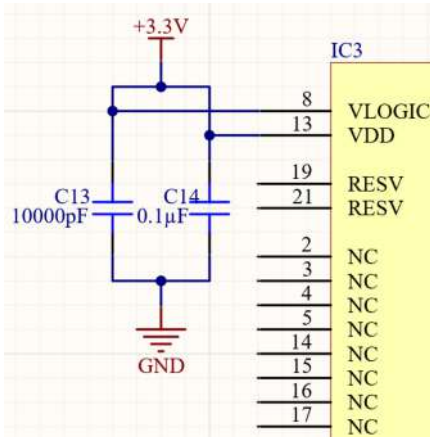 +3.3V
IC3
8 VLOGIC
13 VDD
19 RESV
21 RESV
C13 C14
10000pF 0.1µF
2 NC
3 NC
4 NC
5 NC
14 NC
15 NC
16 NC
17 NC
GND